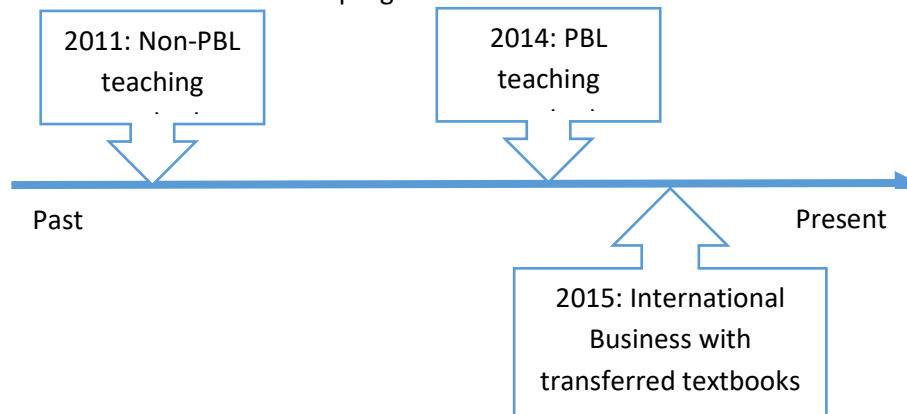 2011: Non-PBL
teaching
2014: PBL
teaching
Past
Present
2015: International
Business with
transferred textbooks